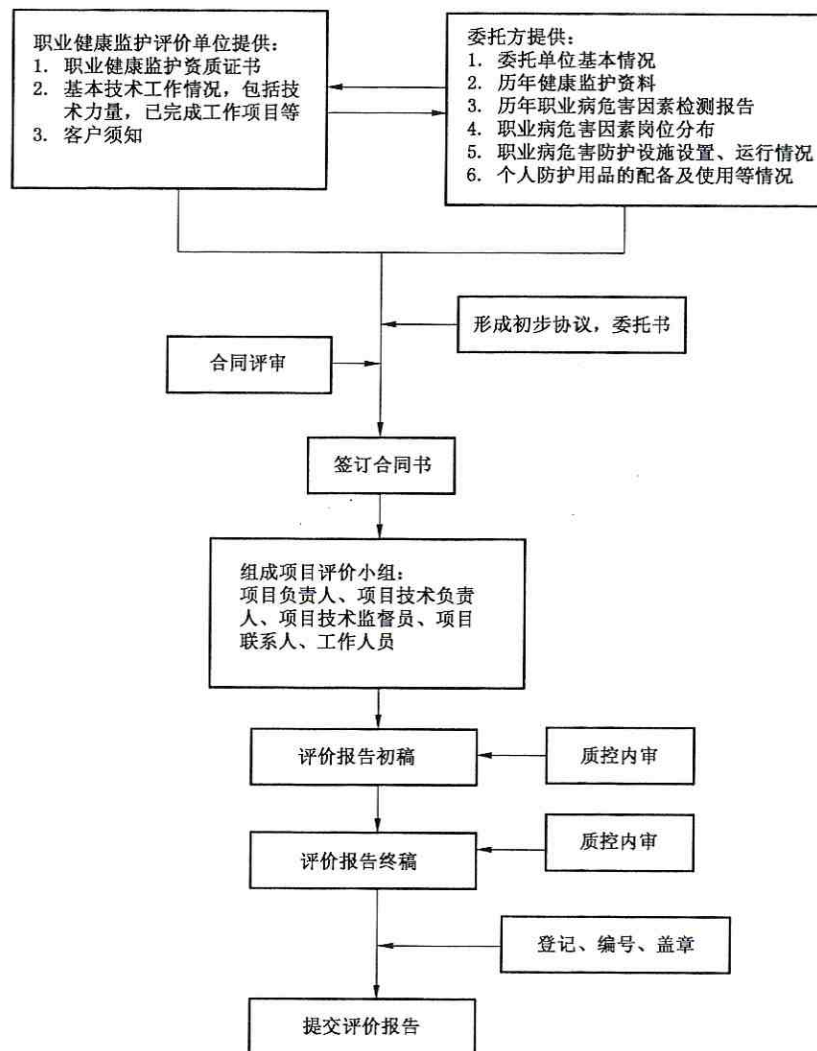 职业健康监护评价单位提供：
1. 职业健康监护资质证书
2. 基本技术工作情况，包括技
术力量，已完成工作项目等
3. 客户须知
委托方提供：
1. 委托单位基本情况
2. 历年健康监护资料
3. 历年职业病危害因素检测报告
4. 职业病危害因素岗位分布
5. 职业病危害防护设施设置、运行情况
6. 个人防护用品的配备及使用等情况
形成初步协议，委托书
合同评审
签订合同书
组成项目评价小组：
项目负责人、项目技术负责
人、项目技术监督员、项目
联系人、工作人员
评价报告初稿
质控内审
评价报告终稿
质控内审
登记、编号、盖章
提交评价报告